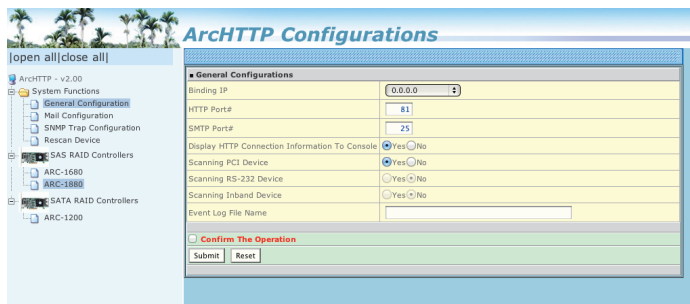 ArcHTTP Configurations
|open all|close all|
ArcHTTP - v2.00
System Functions
General Configuration
Mail Configuration
SNMP Trap Configuration
Rescan Device
SAS RAID Controllers
ARC-1680
ARC-1880
SATA RAID Controllers
ARC-1200
General Configurations
Binding IP 0.0.0.0
HTTP Port# 81
SMTP Port# 25
Display HTTP Connection Information To Console Yes No
Scanning PCI Device Yes No
Scanning RS-232 Device Yes No
Scanning Inband Device Yes No
Event Log File Name
Confirm The Operation
Submit Reset